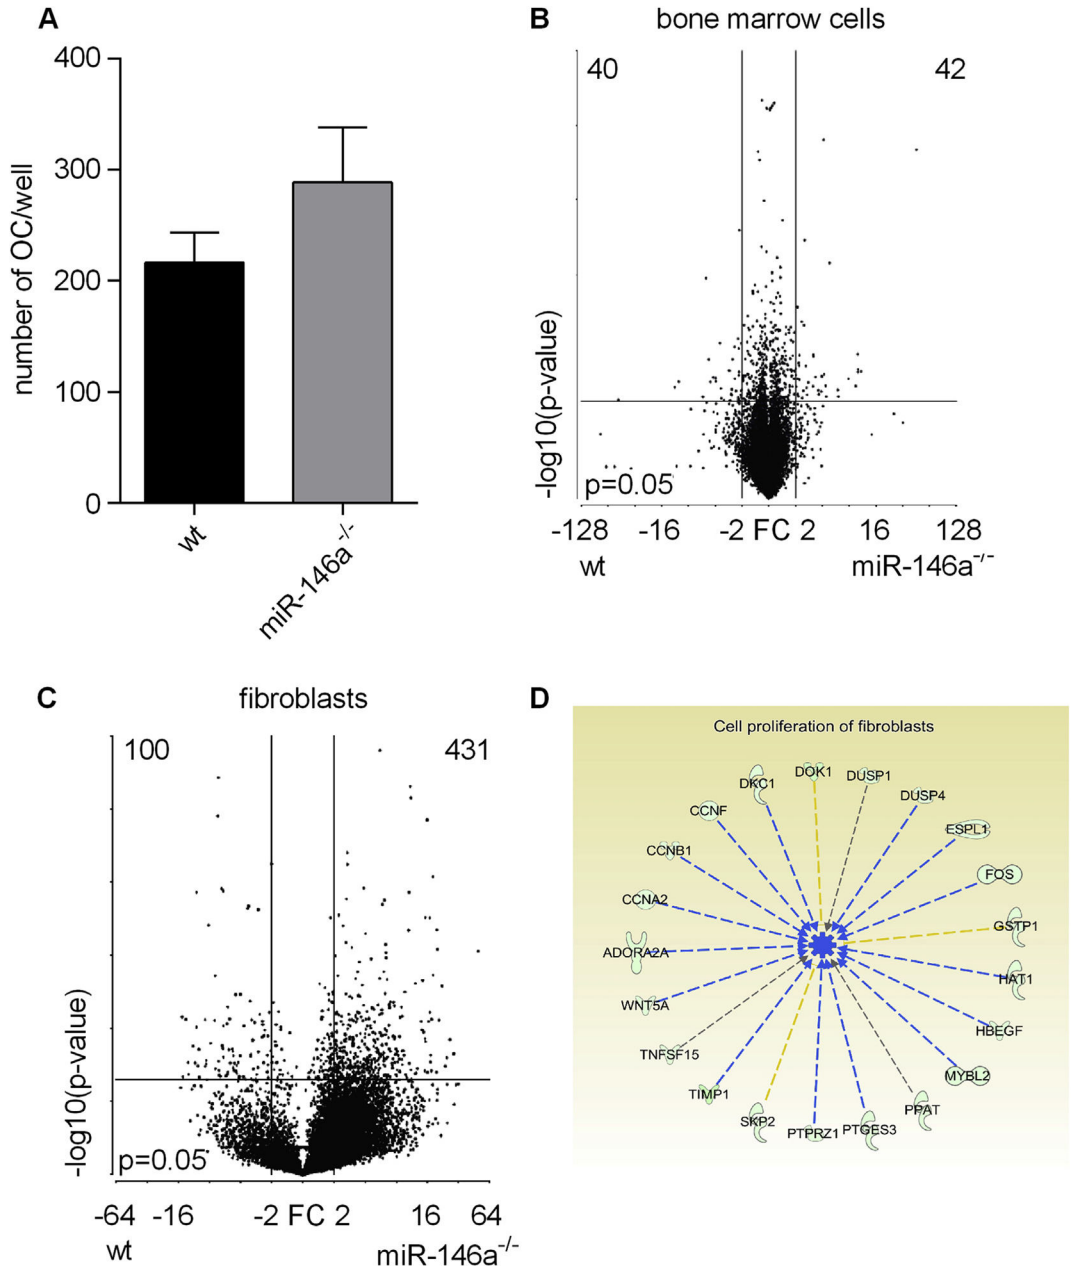 A
400
300
200
100
0
number of OC/well
wt
miR-146a-/-
B
bone marrow cells
40
42
-log10(p-value)
p=0.05
-128 -16 -2 FC 2 16 128
wt miR-146a-/-
C
fibroblasts
100
431
-log10(p-value)
p=0.05
-64 -16 -2 FC 2 16 64
wt miR-146a-/-
D
Cell proliferation of fibroblasts
DOK1
DUSP1
DKC1
DUSP4
CCNF
ESPL1
CCNB1
FOS
CCNA2
GSTP1
ADORA2A
HAT1
WNT5A
HBEGF
TNFSF15
MYBL2
TIMP1
PPAT
SKP2
PTPRZ1
PTGES3